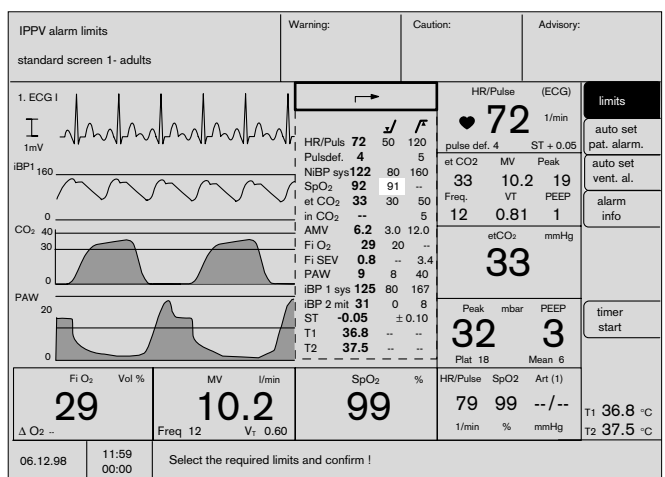 IPPV alarm limits
standard screen 1- adults
Warning:
Caution:
Advisory:
1. ECG I
1mV
iBP1
160
0
CO₂ 40
30
0
PAW
20
0
HR/Puls 72 50 120
Pulsdef. 4 5
NiBP sys 122 80 160
SpO₂ 92 91 --
et CO₂ 33 30 50
in CO₂ -- 5
AMV 6.2 3.0 12.0
Fi O₂ 29 20 --
Fi SEV 0.8 -- 3.4
PAW 9 8 40
iBP 1 sys 125 80 167
iBP 2 mit 31 0 8
ST -0.05 ± 0.10
T1 36.8 -- --
T2 37.5 -- --
HR/Pulse (ECG)
72 1/min
pulse def. 4 ST + 0.05
et CO2 MV Peak
33 10.2 19
Freq. VT PEEP
12 0.81 1
etCO₂ mmHg
33
Peak mbar PEEP
32 3
Plat 18 Mean 6
limits
auto set
pat. alarm.
auto set
vent. al.
alarm
info
timer
start
Fi O₂ Vol %
29
Δ O₂ --
MV l/min
10.2
Freq 12 V_T 0.60
SpO₂ %
99
HR/Pulse SpO2 Art (1)
79 99 --/--
1/min % mmHg
T1 36.8 °C
T2 37.5 °C
06.12.98
11:59
00:00
Select the required limits and confirm !